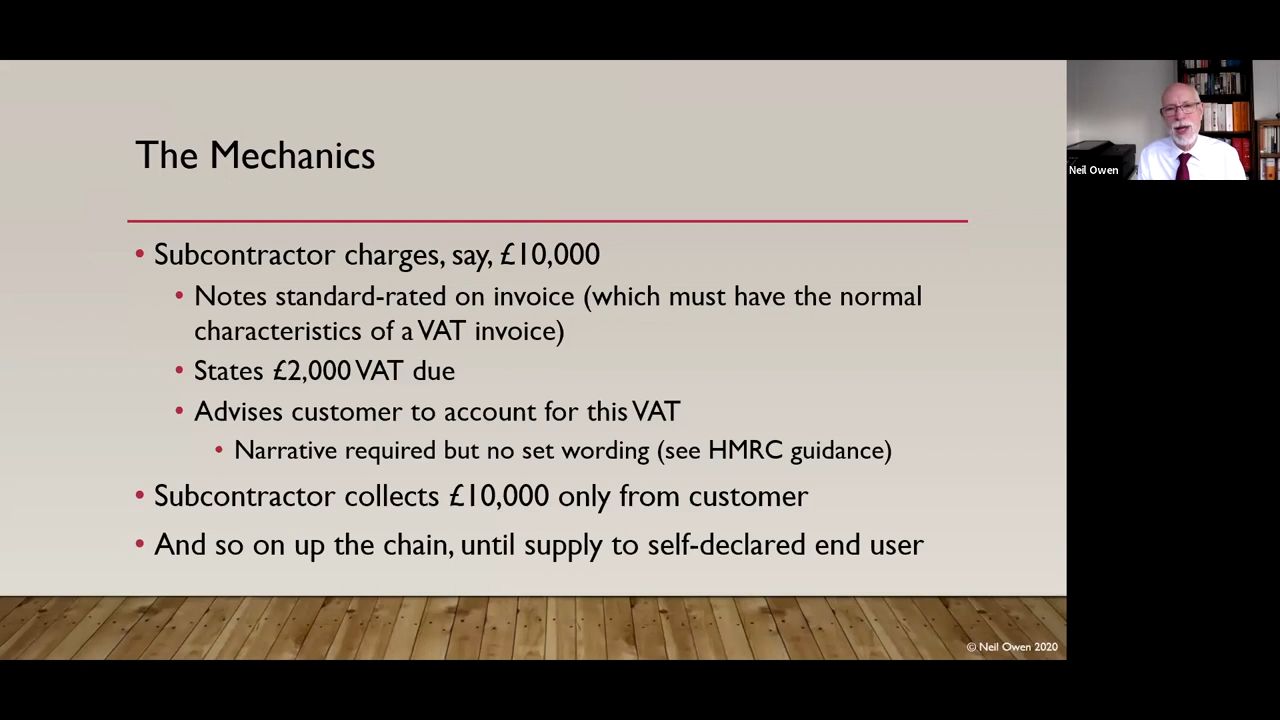 The Mechanics
• Subcontractor charges, say, £10,000
• Notes standard-rated on invoice (which must have the normal
characteristics of a VAT invoice)
• States £2,000 VAT due
• Advises customer to account for this VAT
• Narrative required but no set wording (see HMRC guidance)
• Subcontractor collects £10,000 only from customer
• And so on up the chain, until supply to self-declared end user
© Neil Owen 2020
Neil Owen